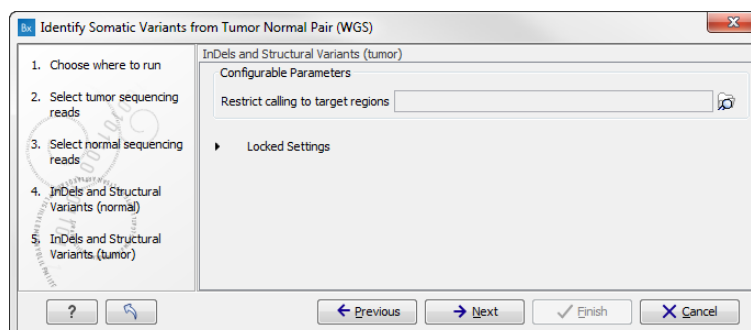 Bx Identify Somatic Variants from Tumor Normal Pair (WGS)
1. Choose where to run
2. Select tumor sequencing
reads
3. Select normal sequencing
reads
4. InDels and Structural
Variants (normal)
5. InDels and Structural
Variants (tumor)
InDels and Structural Variants (tumor)
Configurable Parameters
Restrict calling to target regions
Locked Settings
?
Previous
Next
Finish
Cancel